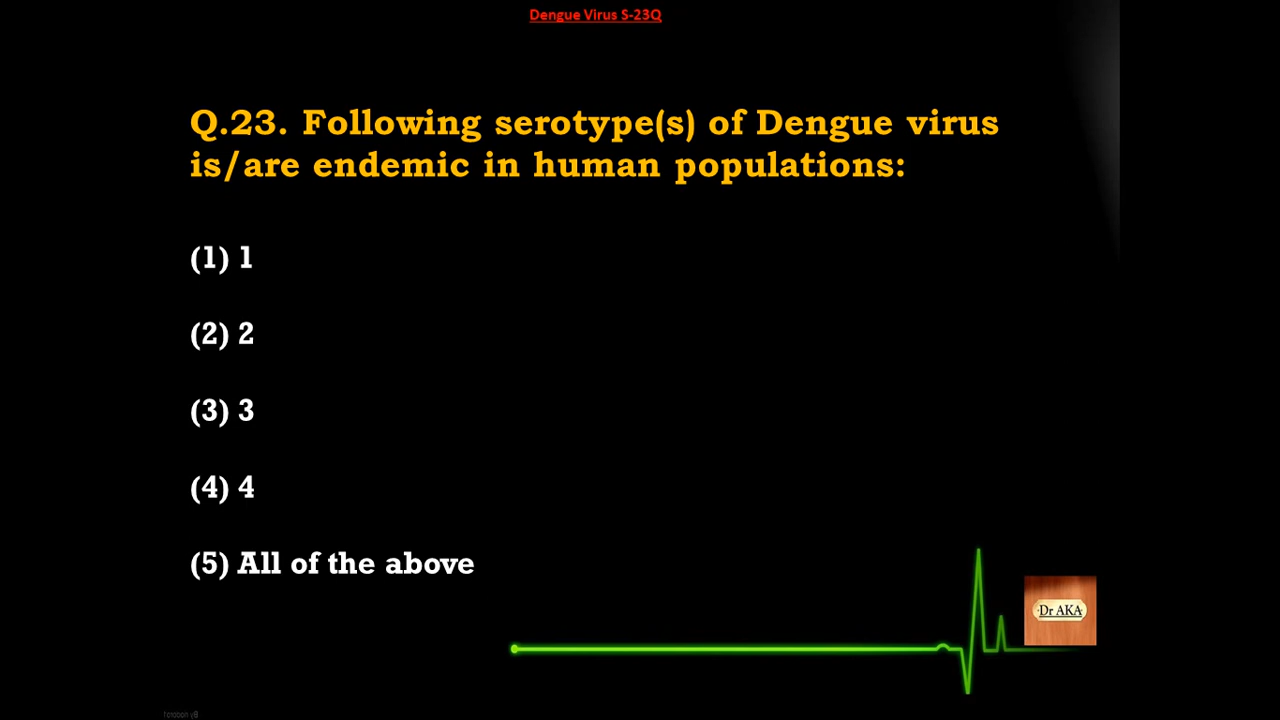 Dengue Virus S-23Q
Q.23. Following serotype(s) of Dengue virus
is/are endemic in human populations:
(1) 1
(2) 2
(3) 3
(4) 4
(5) All of the above
Dr AKA